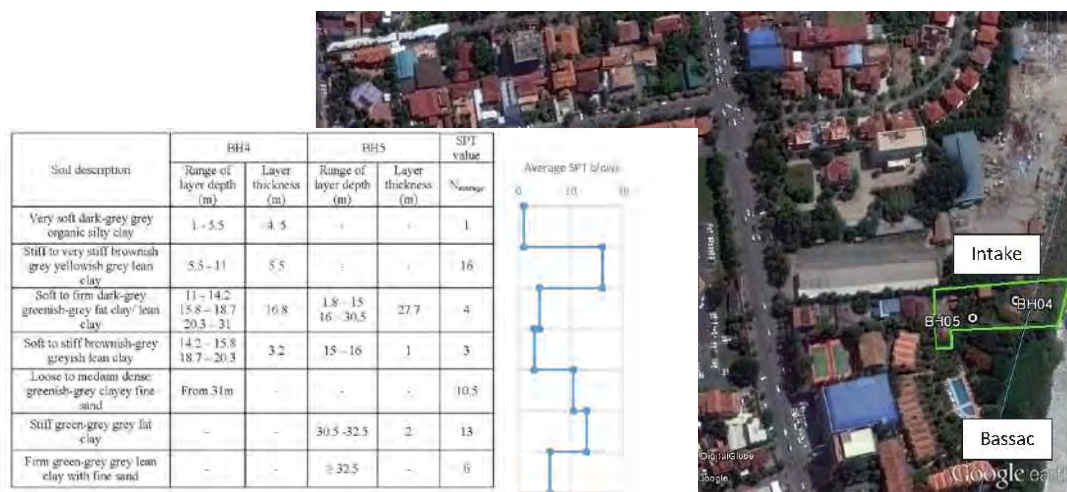 Soil description
BH4
BH5
SPT value
Range of layer depth (m)
Layer thickness (m)
Range of layer depth (m)
Layer thickness (m)
Naverage
Very soft dark-grey grey organic silty clay
1 - 5.5
4.5
-
-
1
Stiff to very stiff brownish grey yellowish grey lean clay
5.5 - 11
5.5
-
-
16
Soft to firm dark-grey greenish-grey fat clay/ lean clay
11 - 14.2
15.8 - 18.7
20.3 - 31
16.8
1.8 - 15
16 - 30.5
27.7
4
Soft to stiff brownish-grey greyish lean clay
14.2 - 15.8
18.7 - 20.3
3.2
15 - 16
1
3
Loose to medium dense greenish-grey clayey fine sand
From 31m
-
-
-
10.5
Stiff green-grey grey fat clay
-
-
30.5 -32.5
2
13
Firm green-grey grey lean clay with fine sand
-
-
≥ 32.5
-
6
Average SPT blows
0
Intake
BH04
BH05
Bassac
DigitalGlobe
Google
Google earth